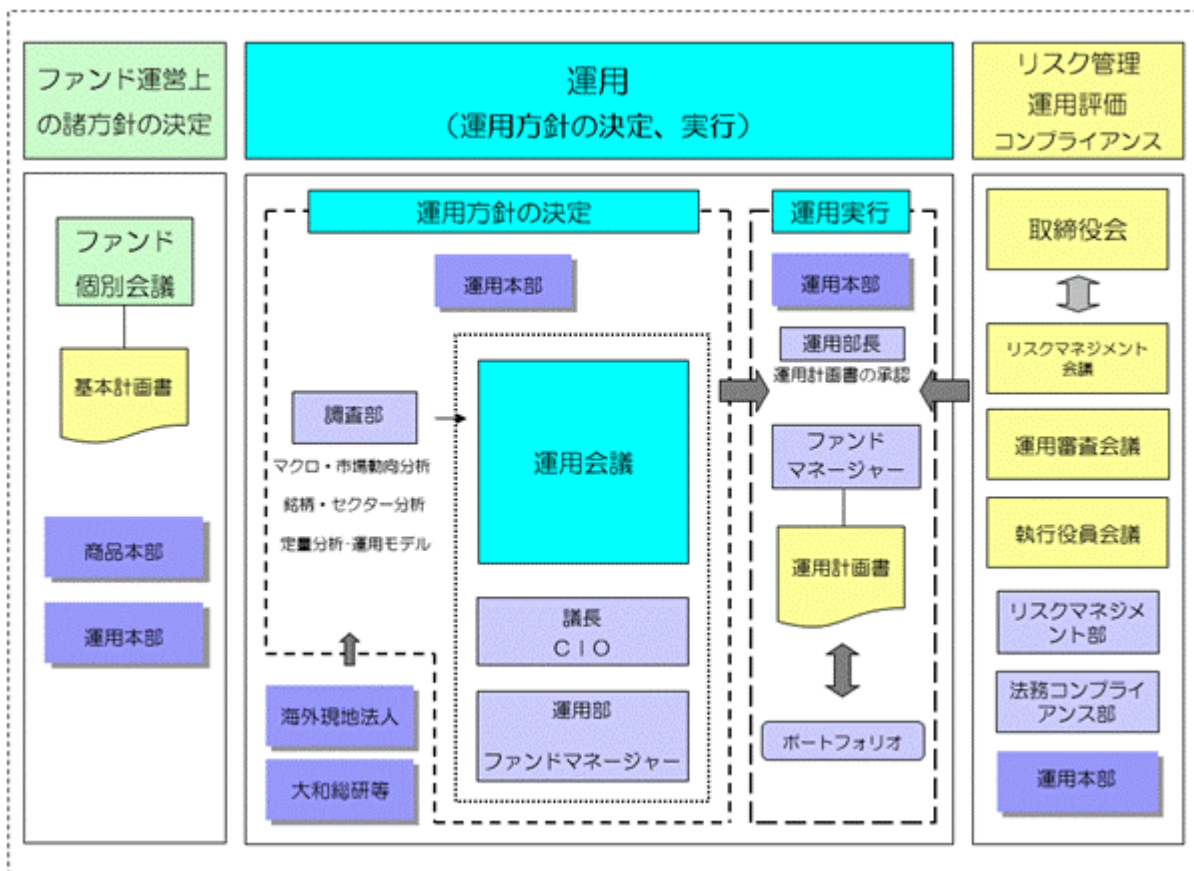 ファンド運営上
の諸方針の決定
運用
（運用方針の決定、実行）
リスク管理
運用評価
コンプライアンス
ファンド
個別会議
基本計画書
商品本部
運用本部
運用方針の決定
運用本部
調査部
マクロ・市場動向分析
銘柄・セクター分析
定量分析・運用モデル
海外現地法人
大和総研等
運用会議
議長
ＣＩＯ
運用部
ファンドマネージャー
運用実行
運用本部
運用部長
運用計画書の承認
ファンド
マネージャー
運用計画書
ポートフォリオ
取締役会
リスクマネジメント
会議
運用審査会議
執行役員会議
リスクマネジメ
ント部
法務コンプライ
アンス部
運用本部